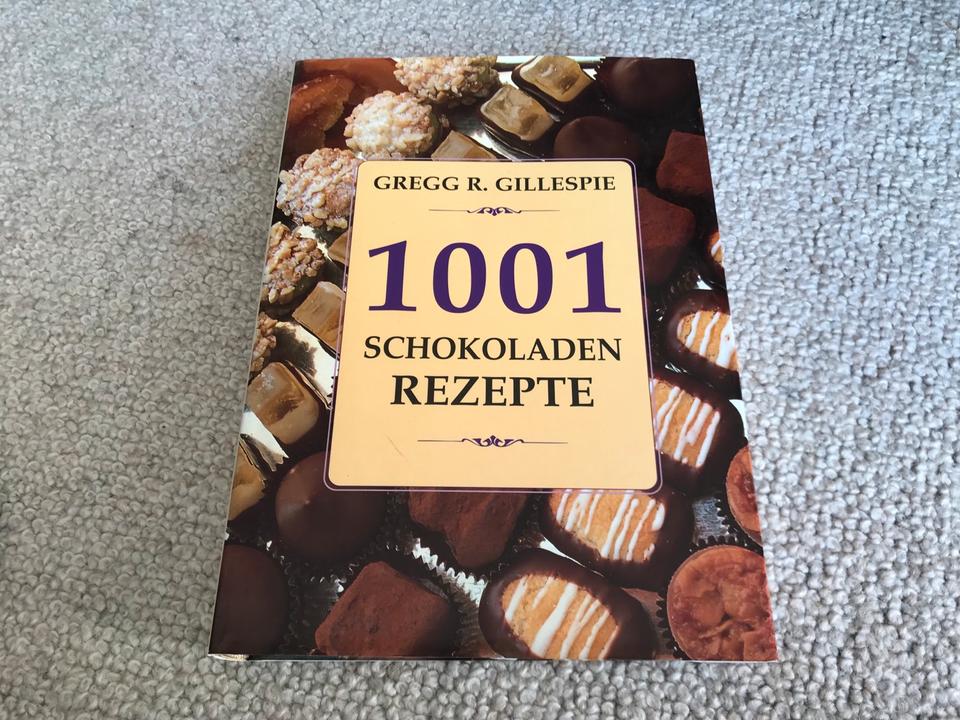 GREGG R. GILLESPIE
1001
SCHOKOLADEN
REZEPTE